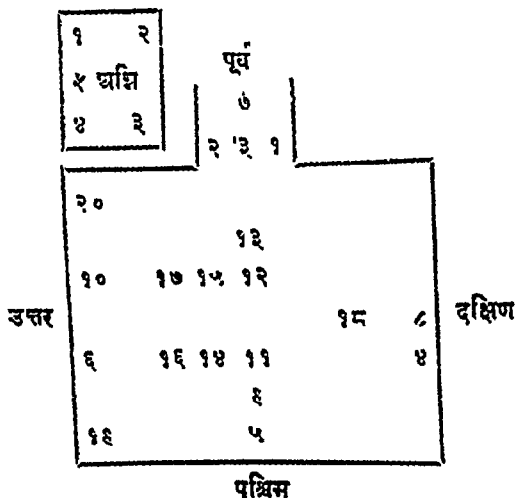 १ २
५ अग्नि
४ ३
पूर्व
७
२ ३ १
२०
१३
१० १७ १५ १२
उत्तर १८ ८ दक्षिण
६ १६ १४ ११ ४
९
१९ ५
पश्चिम